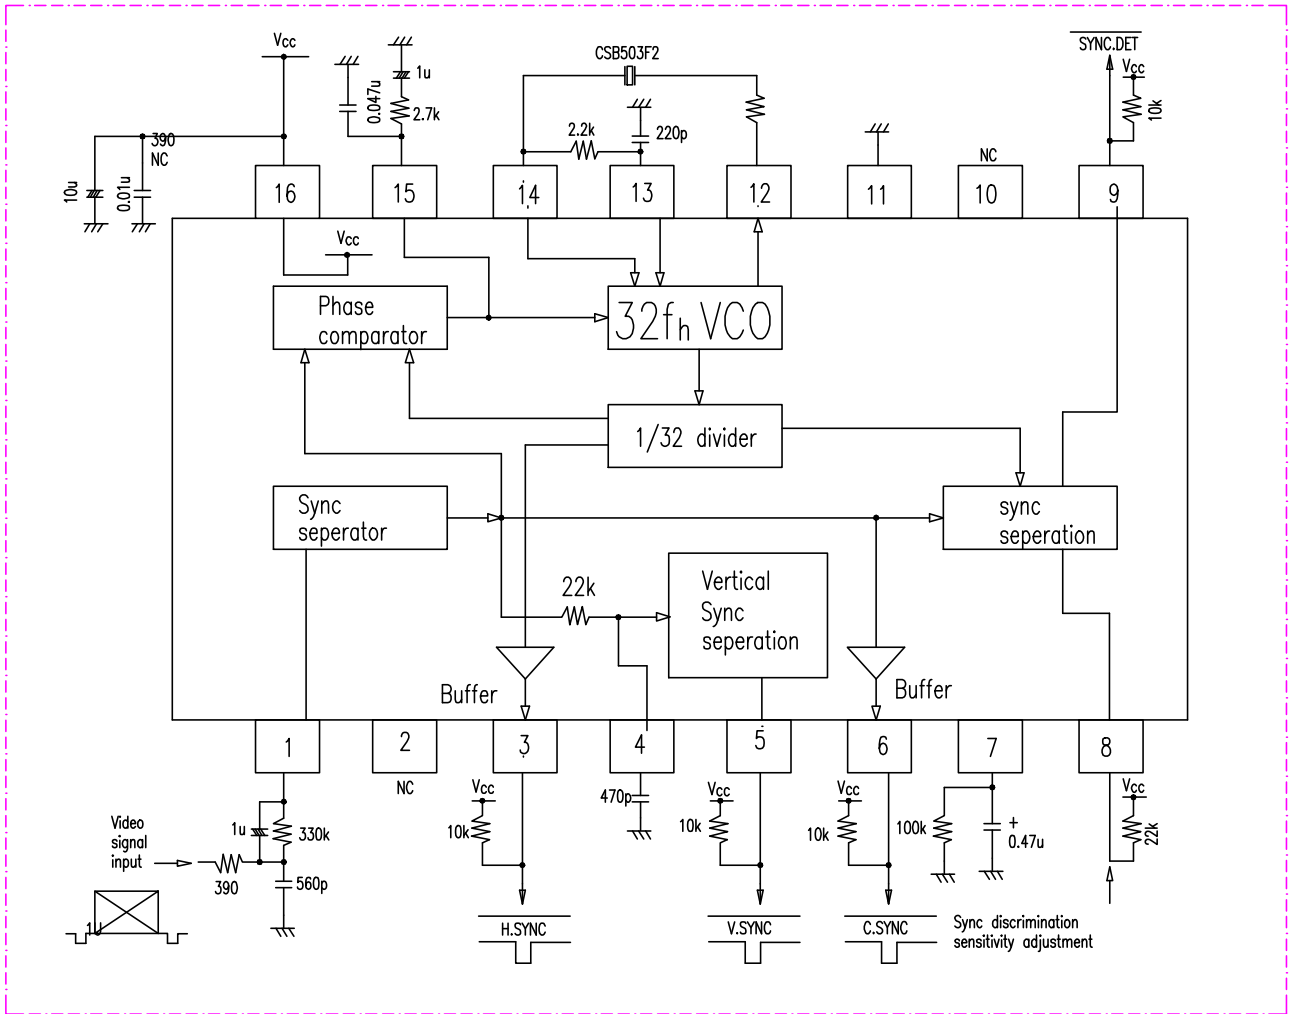 Vcc
1u
0.047u
2.7k
CSB503F2
2.2k
220p
SYNC.DET
Vcc
10k
390
NC
10u
0.01u
NC
16
15
14
13
12
11
10
9
Vcc
Phase
comparator
32fh VCO
1/32 divider
Sync
seperator
sync
seperation
22k
Vertical
Sync
seperation
Buffer
Buffer
1
2
3
4
5
6
7
8
NC
Vcc
10k
470p
Vcc
10k
Vcc
10k
100k
+
0.47u
Vcc
22k
Video
signal
input
1u
330k
390
560p
1U
H.SYNC
V.SYNC
C.SYNC
Sync discrimination
sensitivity adjustment